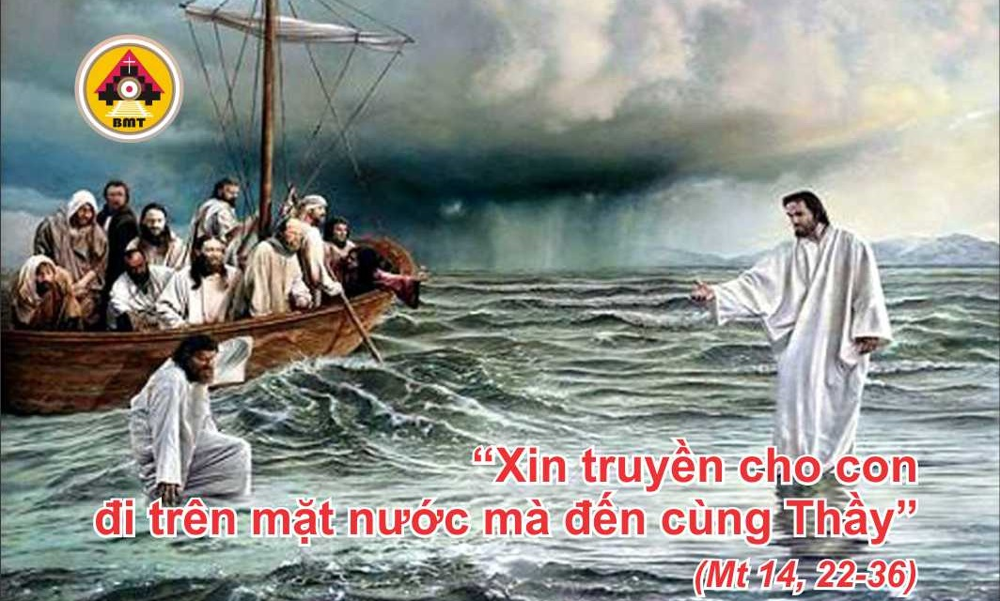 BMT
“Xin truyền cho con
đi trên mặt nước mà đến cùng Thầy”
(Mt 14, 22-36)